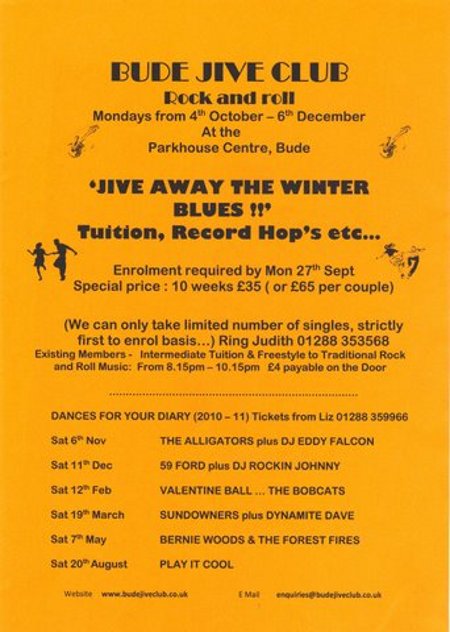 BUDE JIVE CLUB
Rock and roll
Mondays from 4th October – 6th December
At the
Parkhouse Centre, Bude
‘JIVE AWAY THE WINTER
BLUES !!’
Tuition, Record Hop's etc...
Enrolment required by Mon 27th Sept
Special price : 10 weeks £35 ( or £65 per couple)
(We can only take limited number of singles, strictly
first to enrol basis…) Ring Judith 01288 353568
Existing Members - Intermediate Tuition & Freestyle to Traditional Rock
and Roll Music: From 8.15pm – 10.15pm £4 payable on the Door
DANCES FOR YOUR DIARY (2010 – 11) Tickets from Liz 01288 359966
Sat 6th Nov THE ALLIGATORS plus DJ EDDY FALCON
Sat 11th Dec 59 FORD plus DJ ROCKIN JOHNNY
Sat 12th Feb VALENTINE BALL … THE BOBCATS
Sat 19th March SUNDOWNERS plus DYNAMITE DAVE
Sat 7th May BERNIE WOODS & THE FOREST FIRES
Sat 20th August PLAY IT COOL
Website www.budejiveclub.co.uk E Mail enquiries@budejiveclub.co.uk